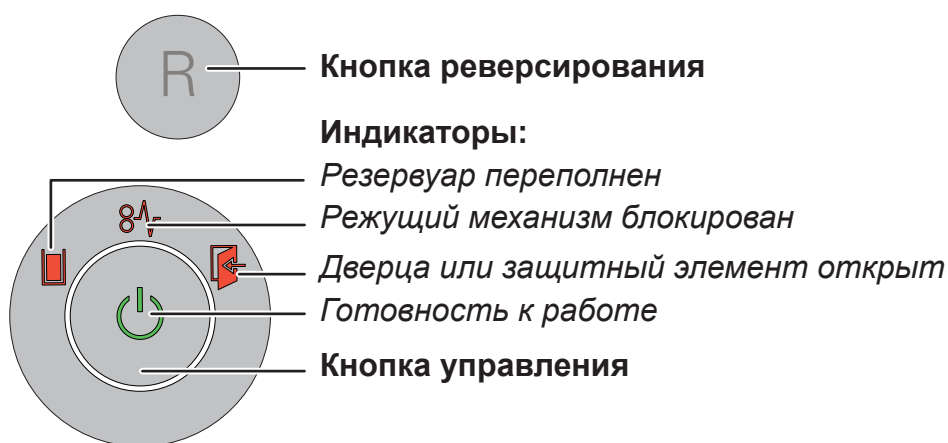 R
Кнопка реверсирования
Индикаторы:
Резервуар переполнен
Режущий механизм блокирован
Дверца или защитный элемент открыт
Готовность к работе
Кнопка управления